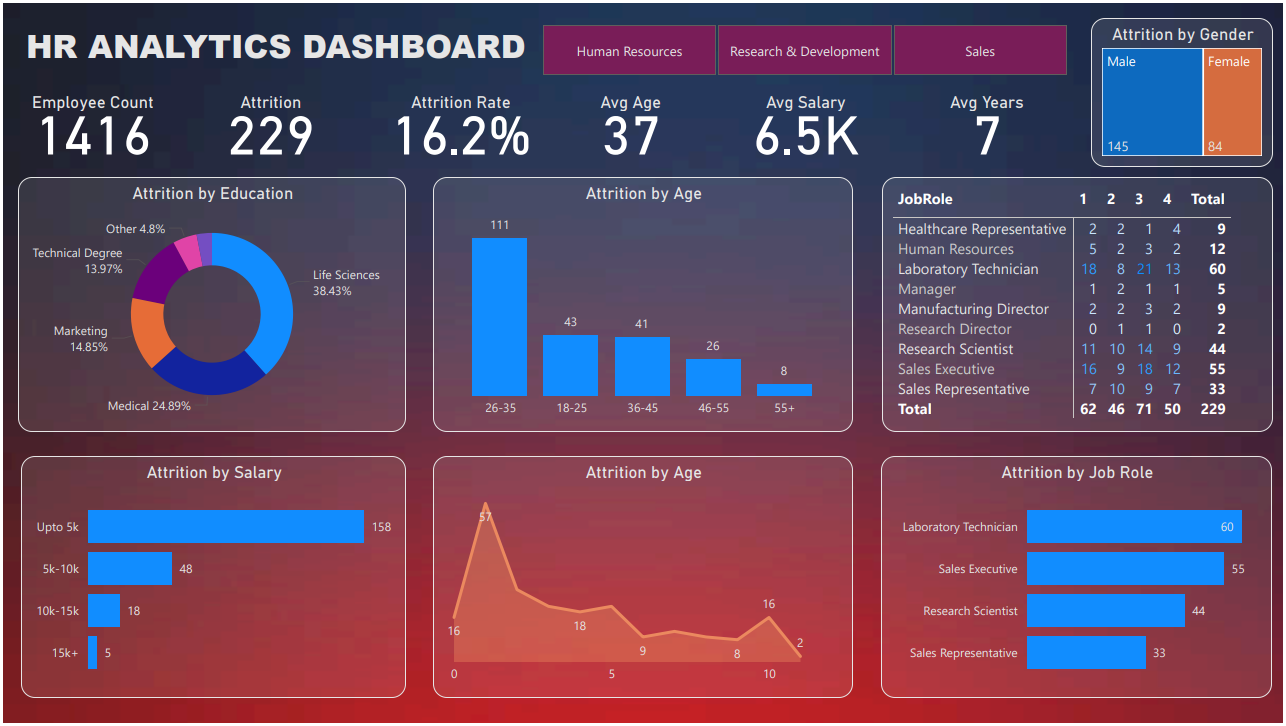 HR ANALYTICS DASHBOARD
Human Resources
Research & Development
Sales
Attrition by Gender
Male
Female
145
84
Employee Count
1416
Attrition
229
Attrition Rate
16.2%
Avg Age
37
Avg Salary
6.5K
Avg Years
7
Attrition by Education
Other 4.8%
Technical Degree
13.97%
Life Sciences
38.43%
Marketing
14.85%
Medical 24.89%
Attrition by Age
111
43
41
26
8
26-35
18-25
36-45
46-55
55+
JobRole 1 2 3 4 Total
Healthcare Representative 2 2 1 4 9
Human Resources 5 2 3 2 12
Laboratory Technician 18 8 21 13 60
Manager 1 2 1 1 5
Manufacturing Director 2 2 3 2 9
Research Director 0 1 1 0 2
Research Scientist 11 10 14 9 44
Sales Executive 16 9 18 12 55
Sales Representative 7 10 9 7 33
Total 62 46 71 50 229
Attrition by Salary
Upto 5k 158
5k-10k 48
10k-15k 18
15k+ 5
Attrition by Age
57
16
18
9
8
16
2
0
5
10
Attrition by Job Role
Laboratory Technician 60
Sales Executive 55
Research Scientist 44
Sales Representative 33